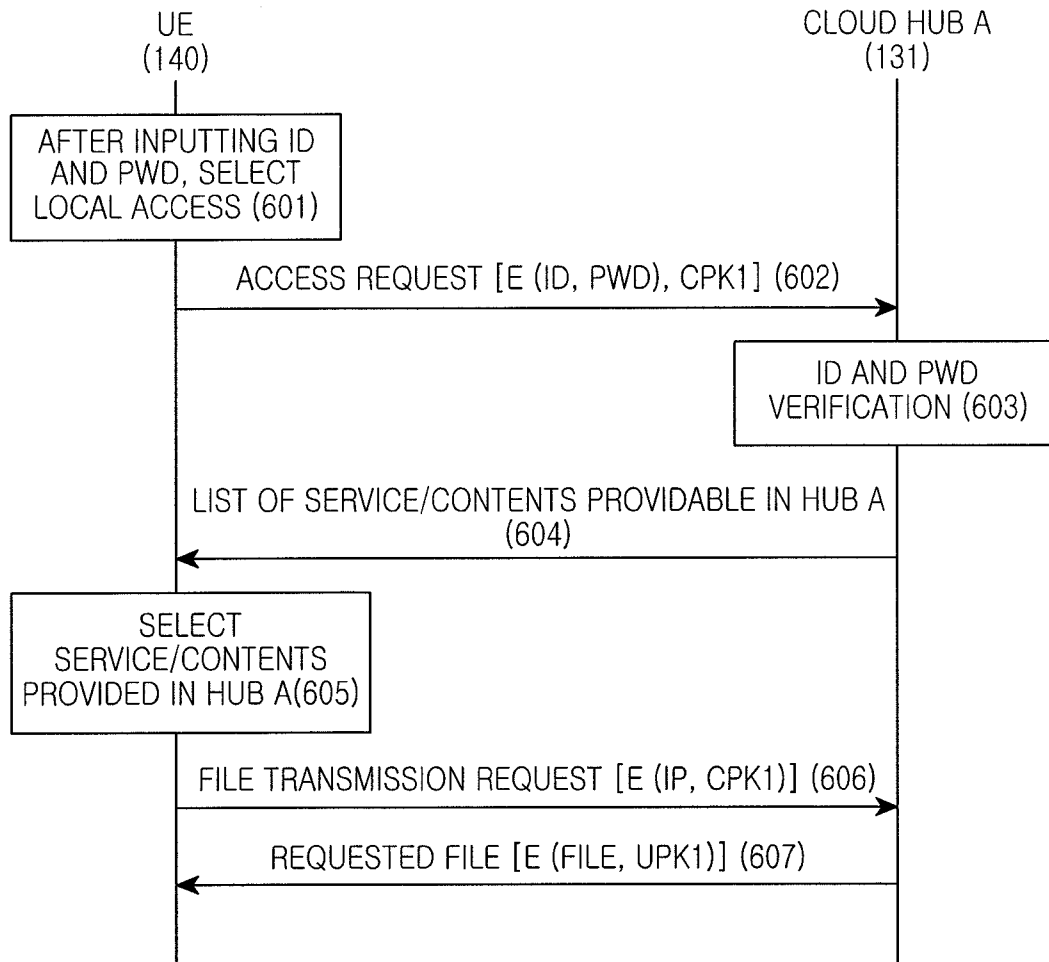 UE
(140)
CLOUD HUB A
(131)
AFTER INPUTTING ID
AND PWD, SELECT
LOCAL ACCESS (601)
ACCESS REQUEST [E (ID, PWD), CPK1] (602)
ID AND PWD
VERIFICATION (603)
LIST OF SERVICE/CONTENTS PROVIDABLE IN HUB A
(604)
SELECT
SERVICE/CONTENTS
PROVIDED IN HUB A(605)
FILE TRANSMISSION REQUEST [E (IP, CPK1)] (606)
REQUESTED FILE [E (FILE, UPK1)] (607)